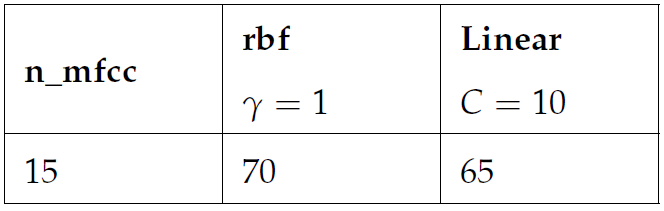 n_mfcc
rbf
γ = 1
Linear
C = 10
15
70
65